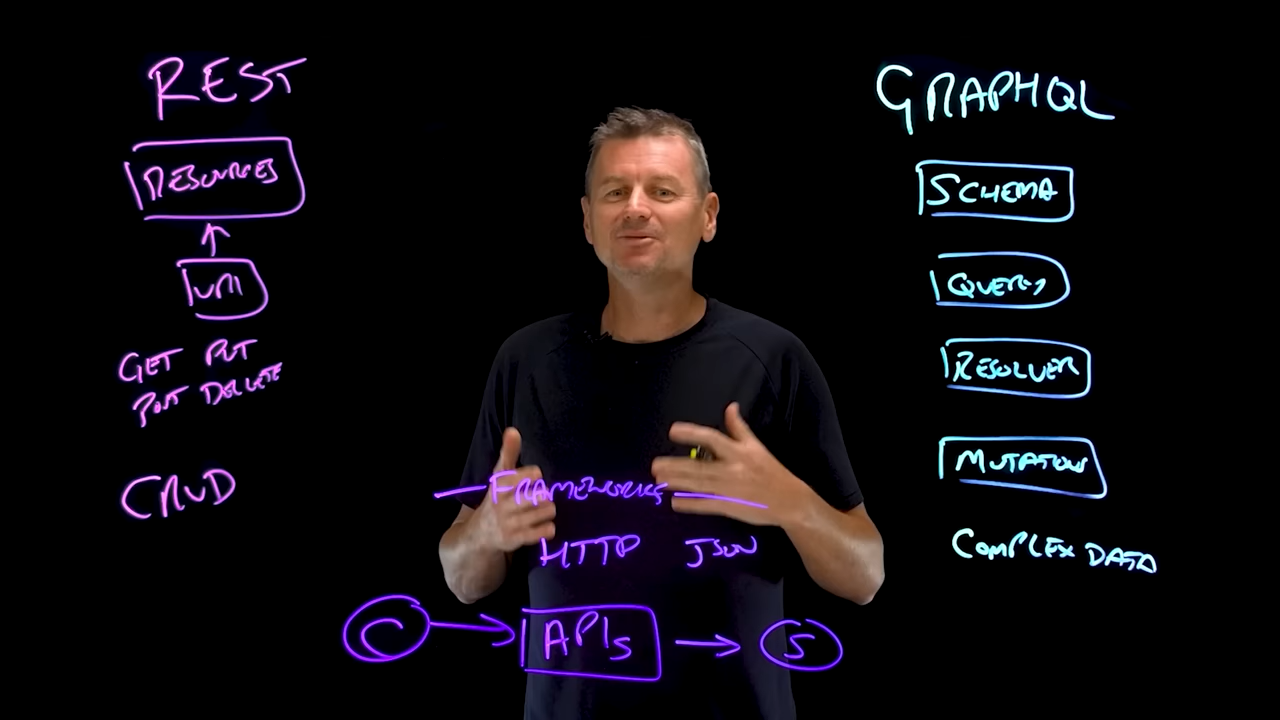 REST
RESOURCES
URI
GET PUT
POST DELETE
CRUD
FRAMEWORKS
HTTP JSON
C APIs S
GRAPHQL
SCHEMA
QUERY
RESOLVER
MUTATION
COMPLEX DATA